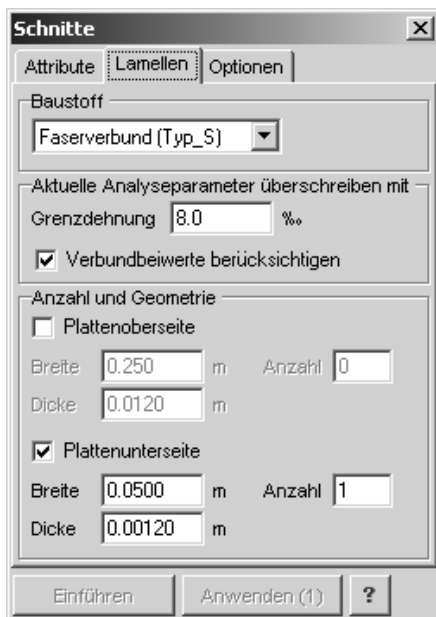 Schnitte
Attribute Lamellen Optionen
Baustoff
Faserverbund (Typ_S)
Aktuelle Analyseparameter überschreiben mit
Grenzdehnung 8.0 ‰
Verbundbeiwerte berücksichtigen
Anzahl und Geometrie
Plattenoberseite
Breite 0.250 m Anzahl 0
Dicke 0.0120 m
Plattenunterseite
Breite 0.0500 m Anzahl 1
Dicke 0.00120 m
Einführen Anwenden (1) ?